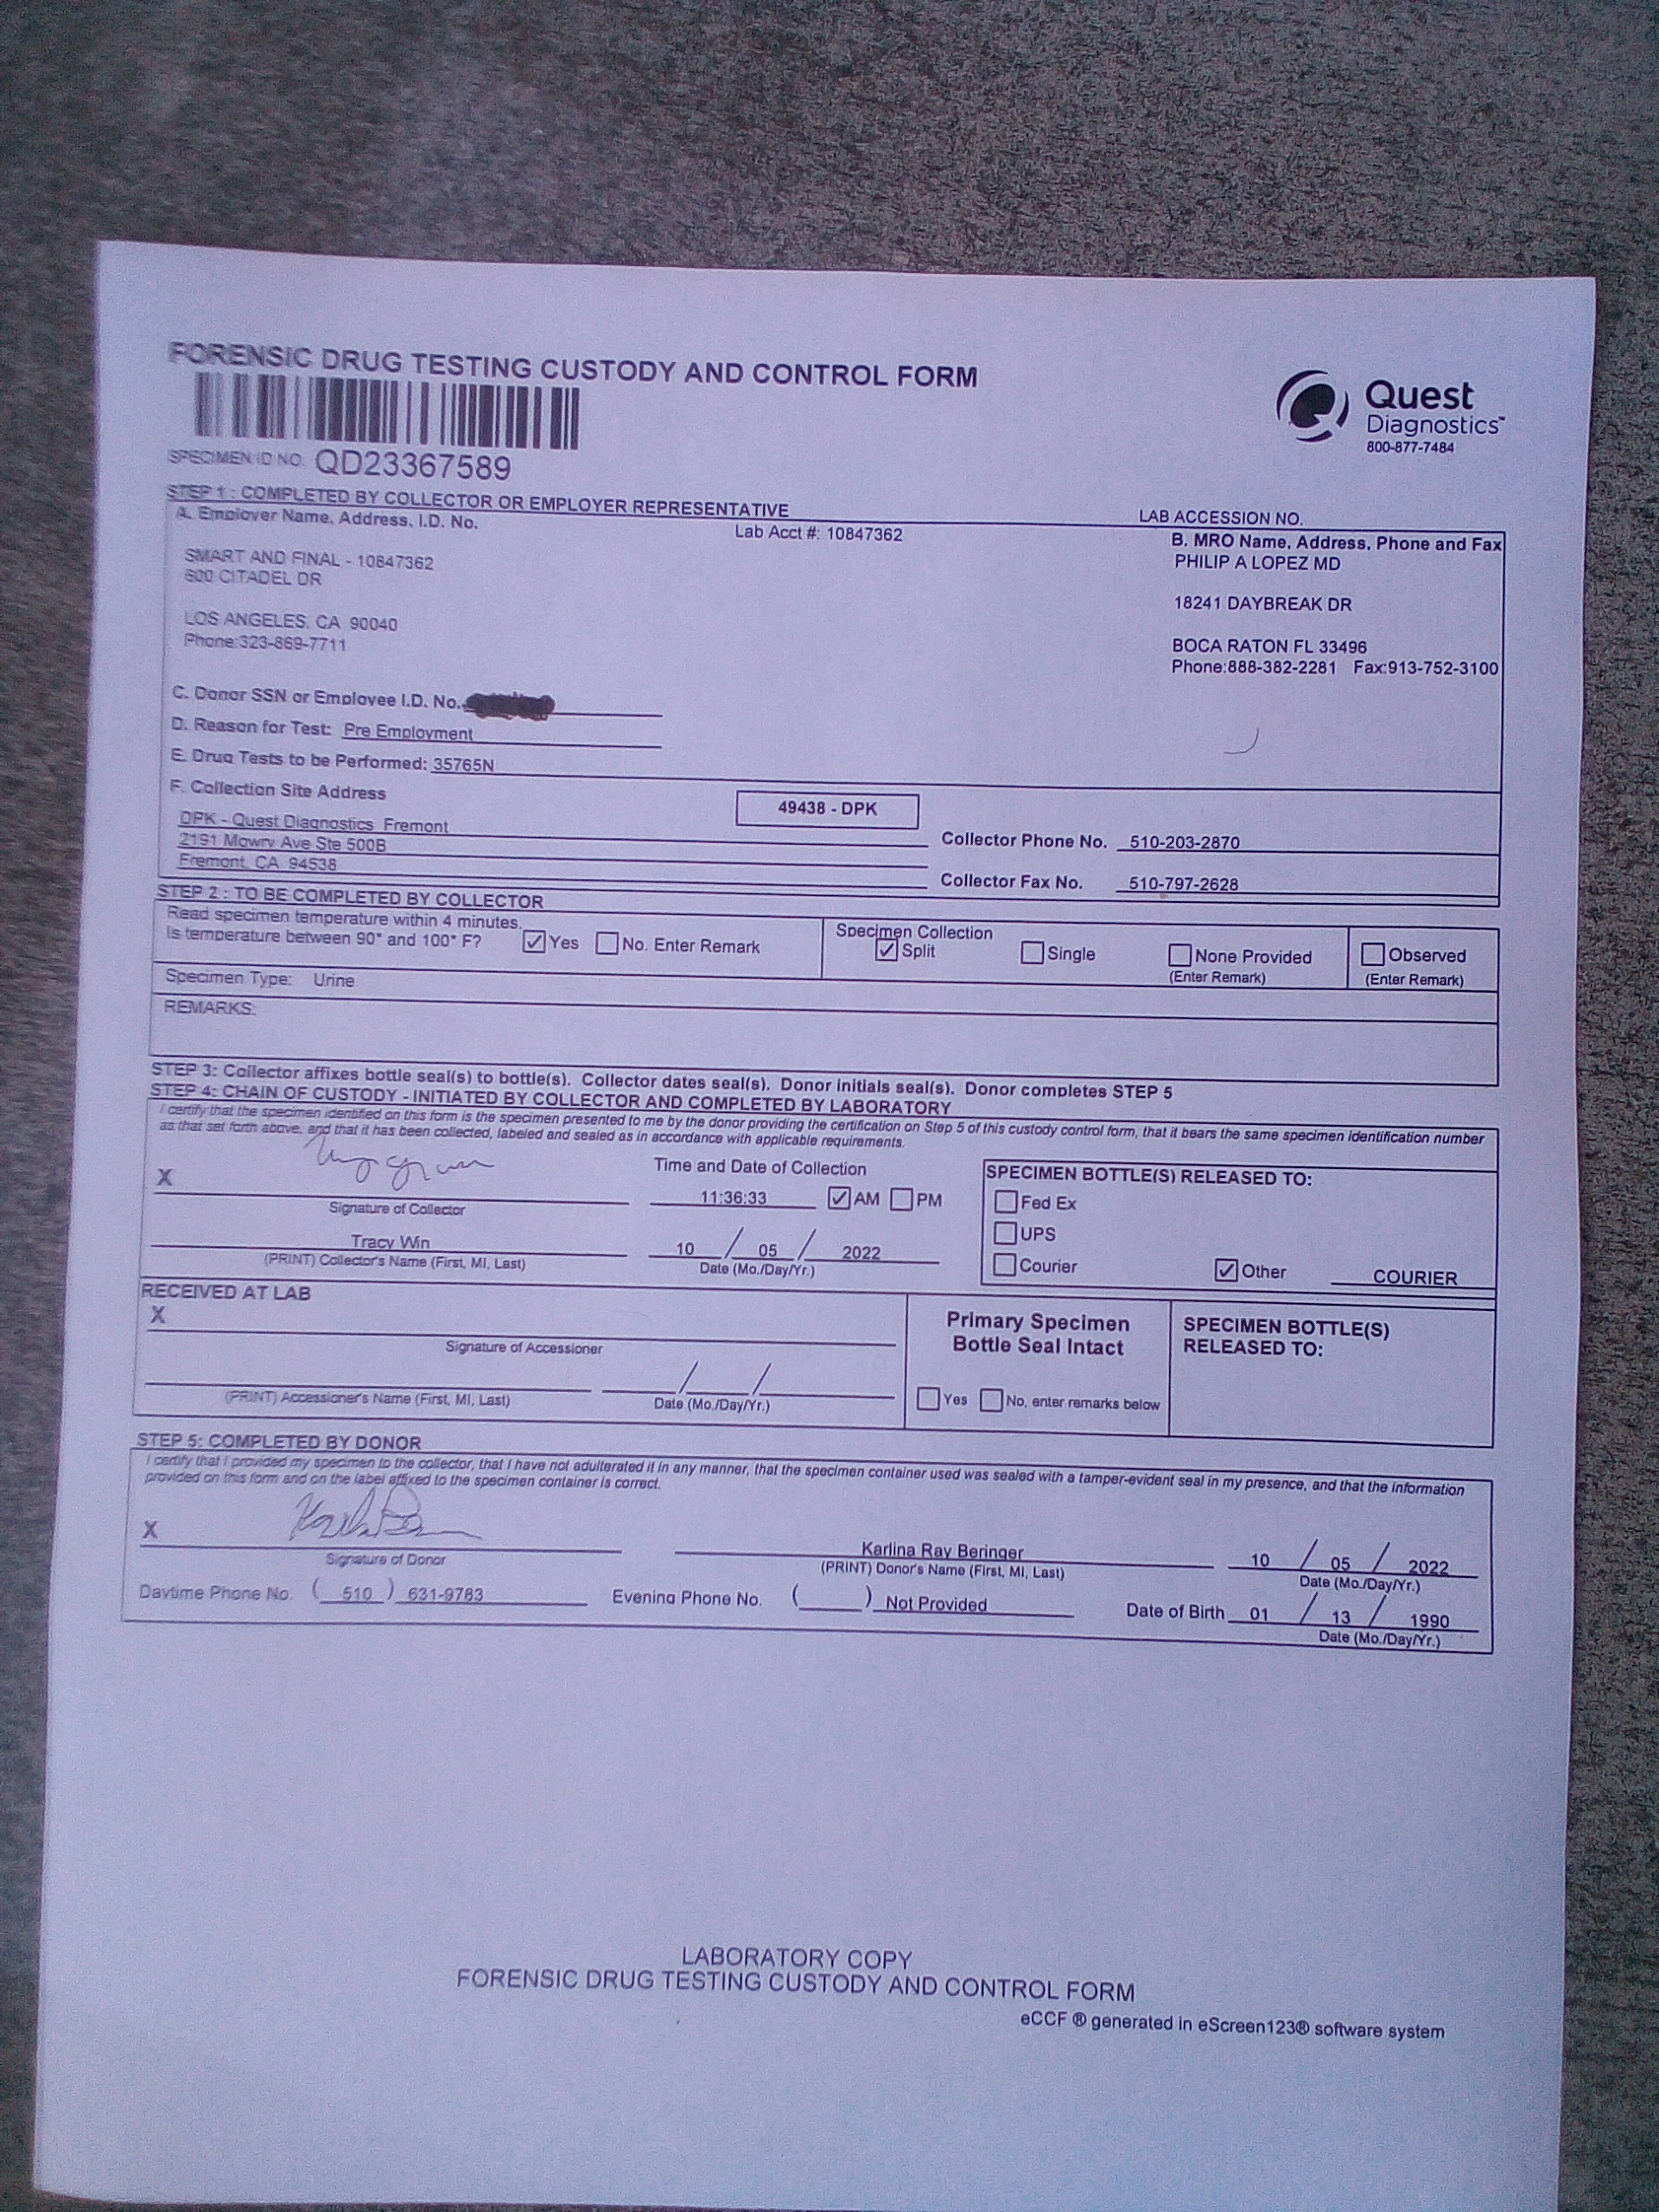 FORENSIC DRUG TESTING CUSTODY AND CONTROL FORM
Quest
Diagnostics™
800-877-7484
SPECIMEN ID NO. QD23367589
STEP 1 : COMPLETED BY COLLECTOR OR EMPLOYER REPRESENTATIVE
LAB ACCESSION NO.
A. Employer Name, Address, I.D. No.
Lab Acct #: 10847362
B. MRO Name, Address, Phone and Fax
SMART AND FINAL - 10847362
PHILIP A LOPEZ MD
600 CITADEL DR
18241 DAYBREAK DR
LOS ANGELES, CA 90040
BOCA RATON FL 33496
Phone:323-869-7711
Phone:888-382-2281 Fax:913-752-3100
C. Donor SSN or Employee I.D. No.
D. Reason for Test: Pre Employment
E. Drug Tests to be Performed: 35765N
F. Collection Site Address
49438 - DPK
DPK - Quest Diagnostics Fremont
2191 Mowry Ave Ste 500B
Collector Phone No. 510-203-2870
Fremont, CA 94538
Collector Fax No. 510-797-2628
STEP 2 : TO BE COMPLETED BY COLLECTOR
Read specimen temperature within 4 minutes.
Is temperature between 90° and 100° F? Yes No. Enter Remark
Specimen Collection
Split Single None Provided Observed
(Enter Remark) (Enter Remark)
Specimen Type: Urine
REMARKS:
STEP 3: Collector affixes bottle seal(s) to bottle(s). Collector dates seal(s). Donor initials seal(s). Donor completes STEP 5
STEP 4: CHAIN OF CUSTODY - INITIATED BY COLLECTOR AND COMPLETED BY LABORATORY
I certify that the specimen identified on this form is the specimen presented to me by the donor providing the certification on Step 5 of this custody control form, that it bears the same specimen identification number
as that set forth above, and that it has been collected, labeled and sealed as in accordance with applicable requirements.
X
Time and Date of Collection
SPECIMEN BOTTLE(S) RELEASED TO:
11:36:33 AM PM
Fed Ex
Signature of Collector
UPS
Tracy Win
10 / 05 / 2022
(PRINT) Collector's Name (First, MI, Last)
Date (Mo./Day/Yr.)
Courier Other COURIER
RECEIVED AT LAB
X
Signature of Accessioner
Primary Specimen
Bottle Seal Intact
SPECIMEN BOTTLE(S)
RELEASED TO:
/ /
(PRINT) Accessioner's Name (First, MI, Last)
Date (Mo./Day/Yr.)
Yes No, enter remarks below
STEP 5: COMPLETED BY DONOR
I certify that I provided my specimen to the collector, that I have not adulterated it in any manner, that the specimen container used was sealed with a tamper-evident seal in my presence, and that the information
provided on this form and on the label affixed to the specimen container is correct.
X
Karlina Ray Beringer
10 / 05 / 2022
Signature of Donor
(PRINT) Donor's Name (First, MI, Last)
Date (Mo./Day/Yr.)
Daytime Phone No. ( 510 ) 631-9783
Evening Phone No. ( ) Not Provided
Date of Birth 01 / 13 / 1990
Date (Mo./Day/Yr.)
LABORATORY COPY
FORENSIC DRUG TESTING CUSTODY AND CONTROL FORM
eCCF ® generated in eScreen123® software system